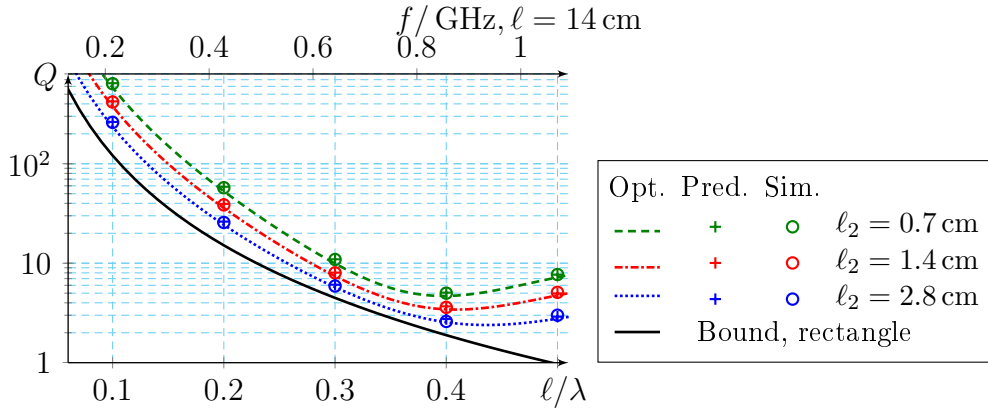 f/ GHz, ℓ = 14 cm
0.2 0.4 0.6 0.8 1
Q
10²
10
1
0.1 0.2 0.3 0.4 ℓ/λ
Opt. Pred. Sim.
ℓ₂ = 0.7 cm
ℓ₂ = 1.4 cm
ℓ₂ = 2.8 cm
Bound, rectangle